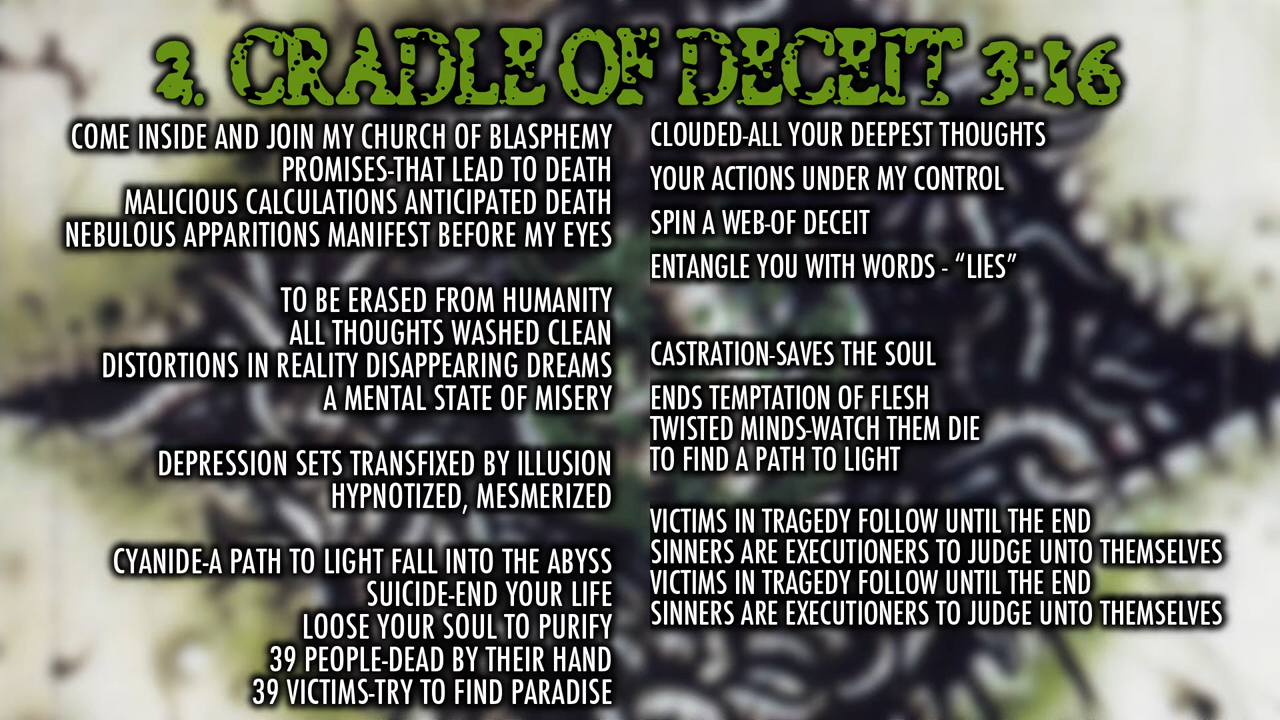 2. CRADLE OF DECEIT 3:16
COME INSIDE AND JOIN MY CHURCH OF BLASPHEMY
PROMISES-THAT LEAD TO DEATH
MALICIOUS CALCULATIONS ANTICIPATED DEATH
NEBULOUS APPARITIONS MANIFEST BEFORE MY EYES
TO BE ERASED FROM HUMANITY
ALL THOUGHTS WASHED CLEAN
DISTORTIONS IN REALITY DISAPPEARING DREAMS
A MENTAL STATE OF MISERY
DEPRESSION SETS TRANSFIXED BY ILLUSION
HYPNOTIZED, MESMERIZED
CYANIDE-A PATH TO LIGHT FALL INTO THE ABYSS
SUICIDE-END YOUR LIFE
LOOSE YOUR SOUL TO PURIFY
39 PEOPLE-DEAD BY THEIR HAND
39 VICTIMS-TRY TO FIND PARADISE
CLOUDED-ALL YOUR DEEPEST THOUGHTS
YOUR ACTIONS UNDER MY CONTROL
SPIN A WEB-OF DECEIT
ENTANGLE YOU WITH WORDS - “LIES”
CASTRATION-SAVES THE SOUL
ENDS TEMPTATION OF FLESH
TWISTED MINDS-WATCH THEM DIE
TO FIND A PATH TO LIGHT
VICTIMS IN TRAGEDY FOLLOW UNTIL THE END
SINNERS ARE EXECUTIONERS TO JUDGE UNTO THEMSELVES
VICTIMS IN TRAGEDY FOLLOW UNTIL THE END
SINNERS ARE EXECUTIONERS TO JUDGE UNTO THEMSELVES